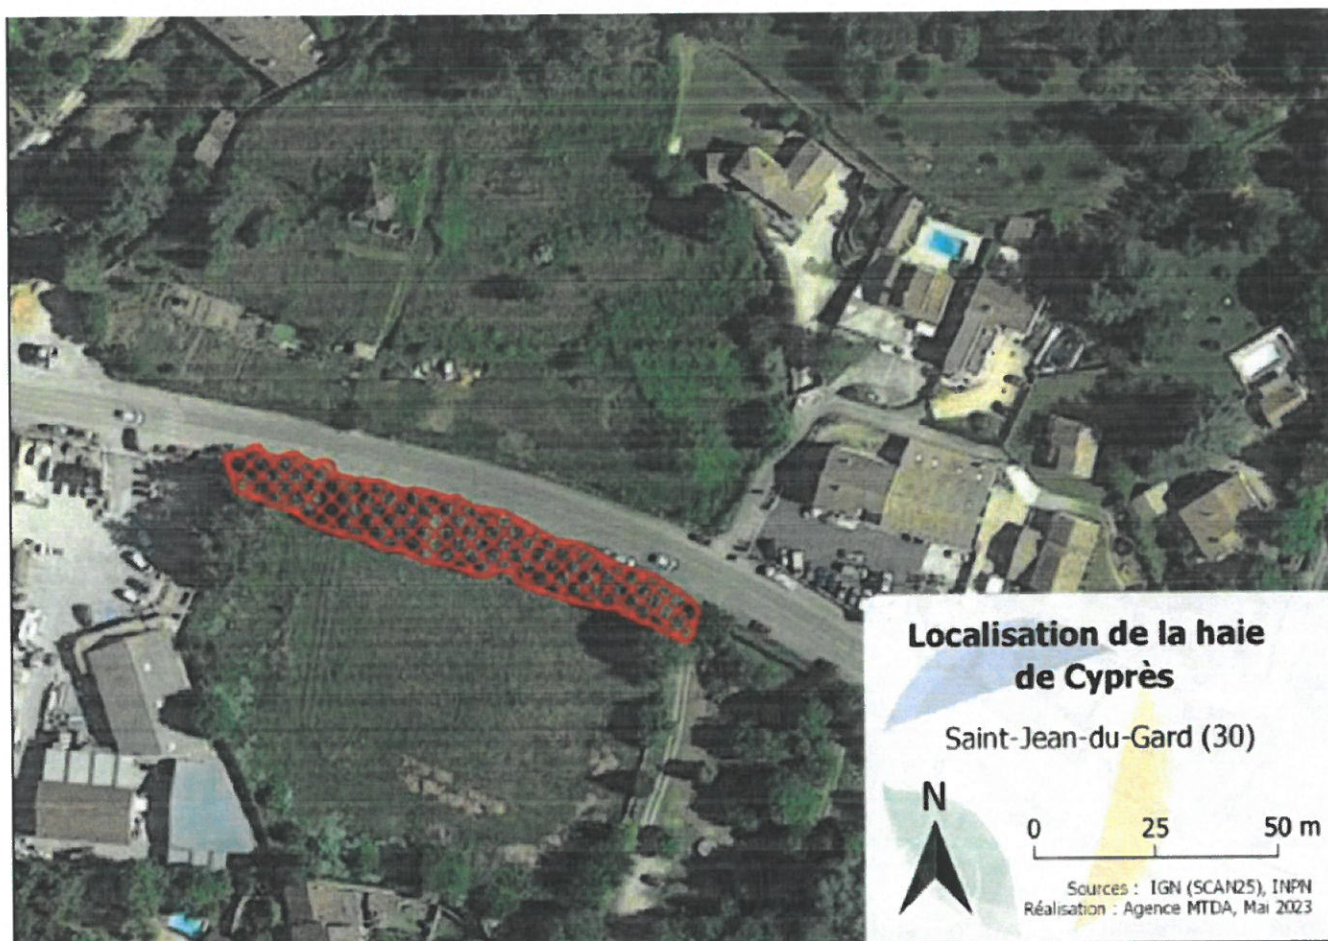 Localisation de la haie
de Cyprès
Saint-Jean-du-Gard (30)
N
0 25 50 m
Sources : IGN (SCAN25), INPN
Réalisation : Agence MTDA, Mai 2023